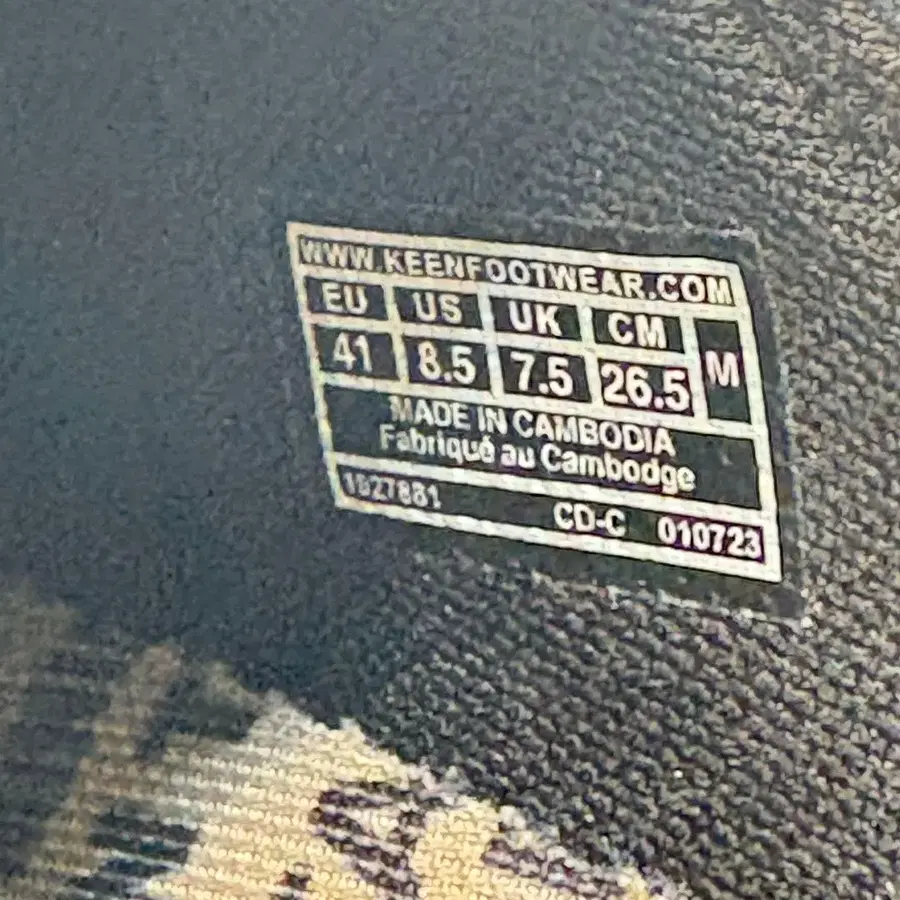 WWW.KEENFOOTWEAR.COM
EU US UK CM M
41 8.5 7.5 26.5
MADE IN CAMBODIA
Fabriqué au Cambodge
1027881 CD-C 010723